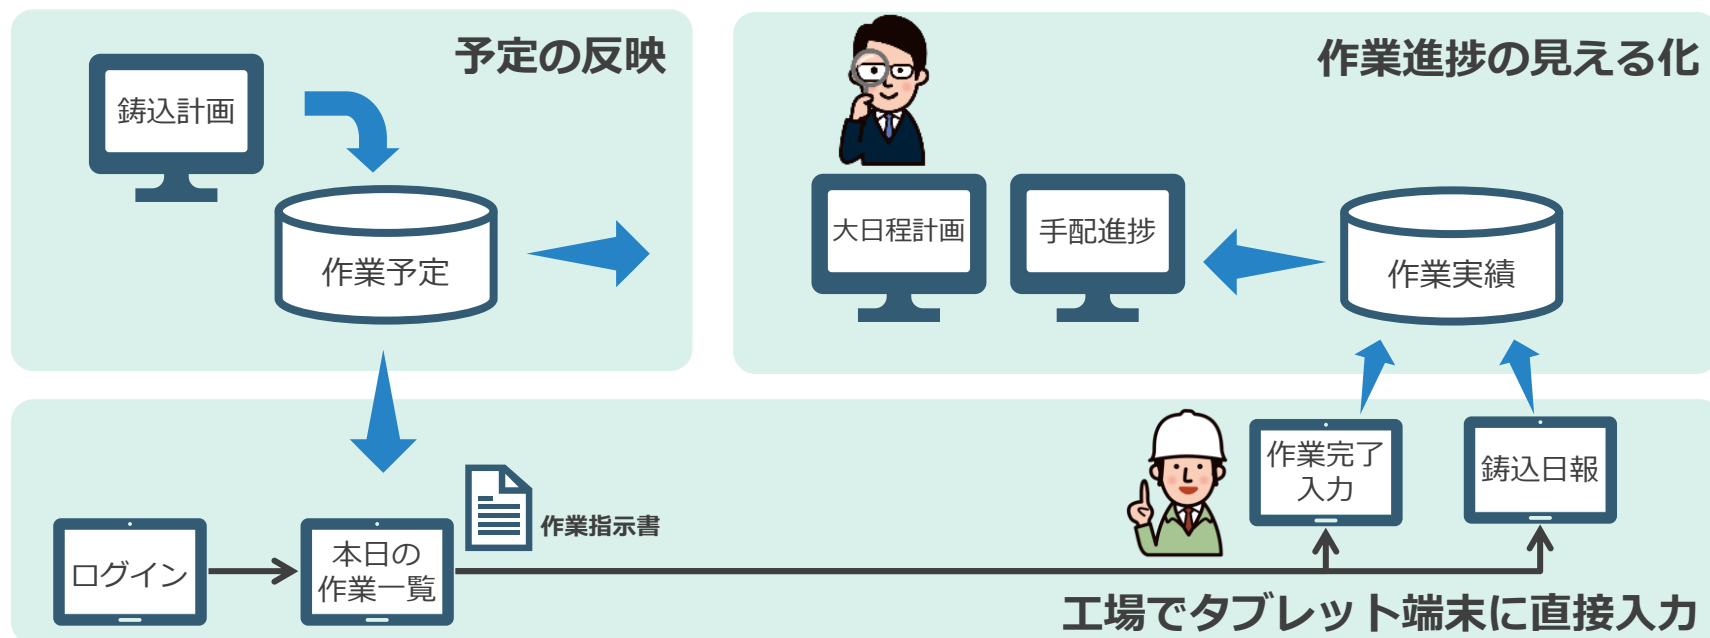 予定の反映
鋳込計画
作業予定
作業進捗の見える化
大日程計画
手配進捗
作業実績
作業指示書
ログイン
本日の
作業一覧
作業完了
入力
鋳込日報
工場でタブレット端末に直接入力